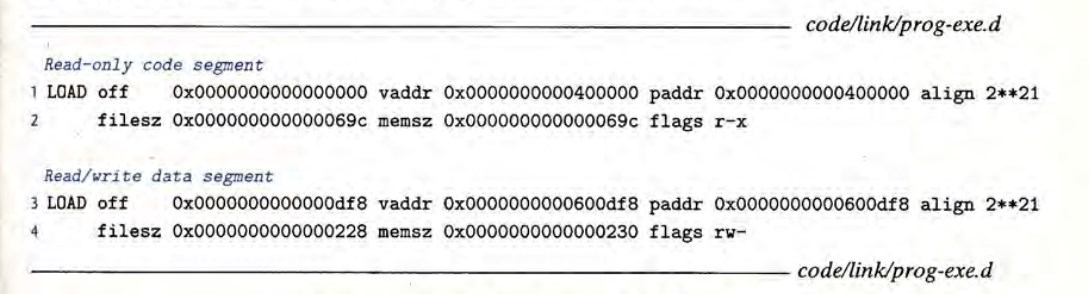 code/link/prog-exe.d
Read-only code segment
1 LOAD off 0x0000000000000000 vaddr 0x0000000000400000 paddr 0x0000000000400000 align 2**21
2 filesz 0x000000000000069c memsz 0x000000000000069c flags r-x
Read/write data segment
3 LOAD off 0x0000000000000df8 vaddr 0x0000000000600df8 paddr 0x0000000000600df8 align 2**21
4 filesz 0x0000000000000228 memsz 0x0000000000000230 flags rw-
code/link/prog-exe.d